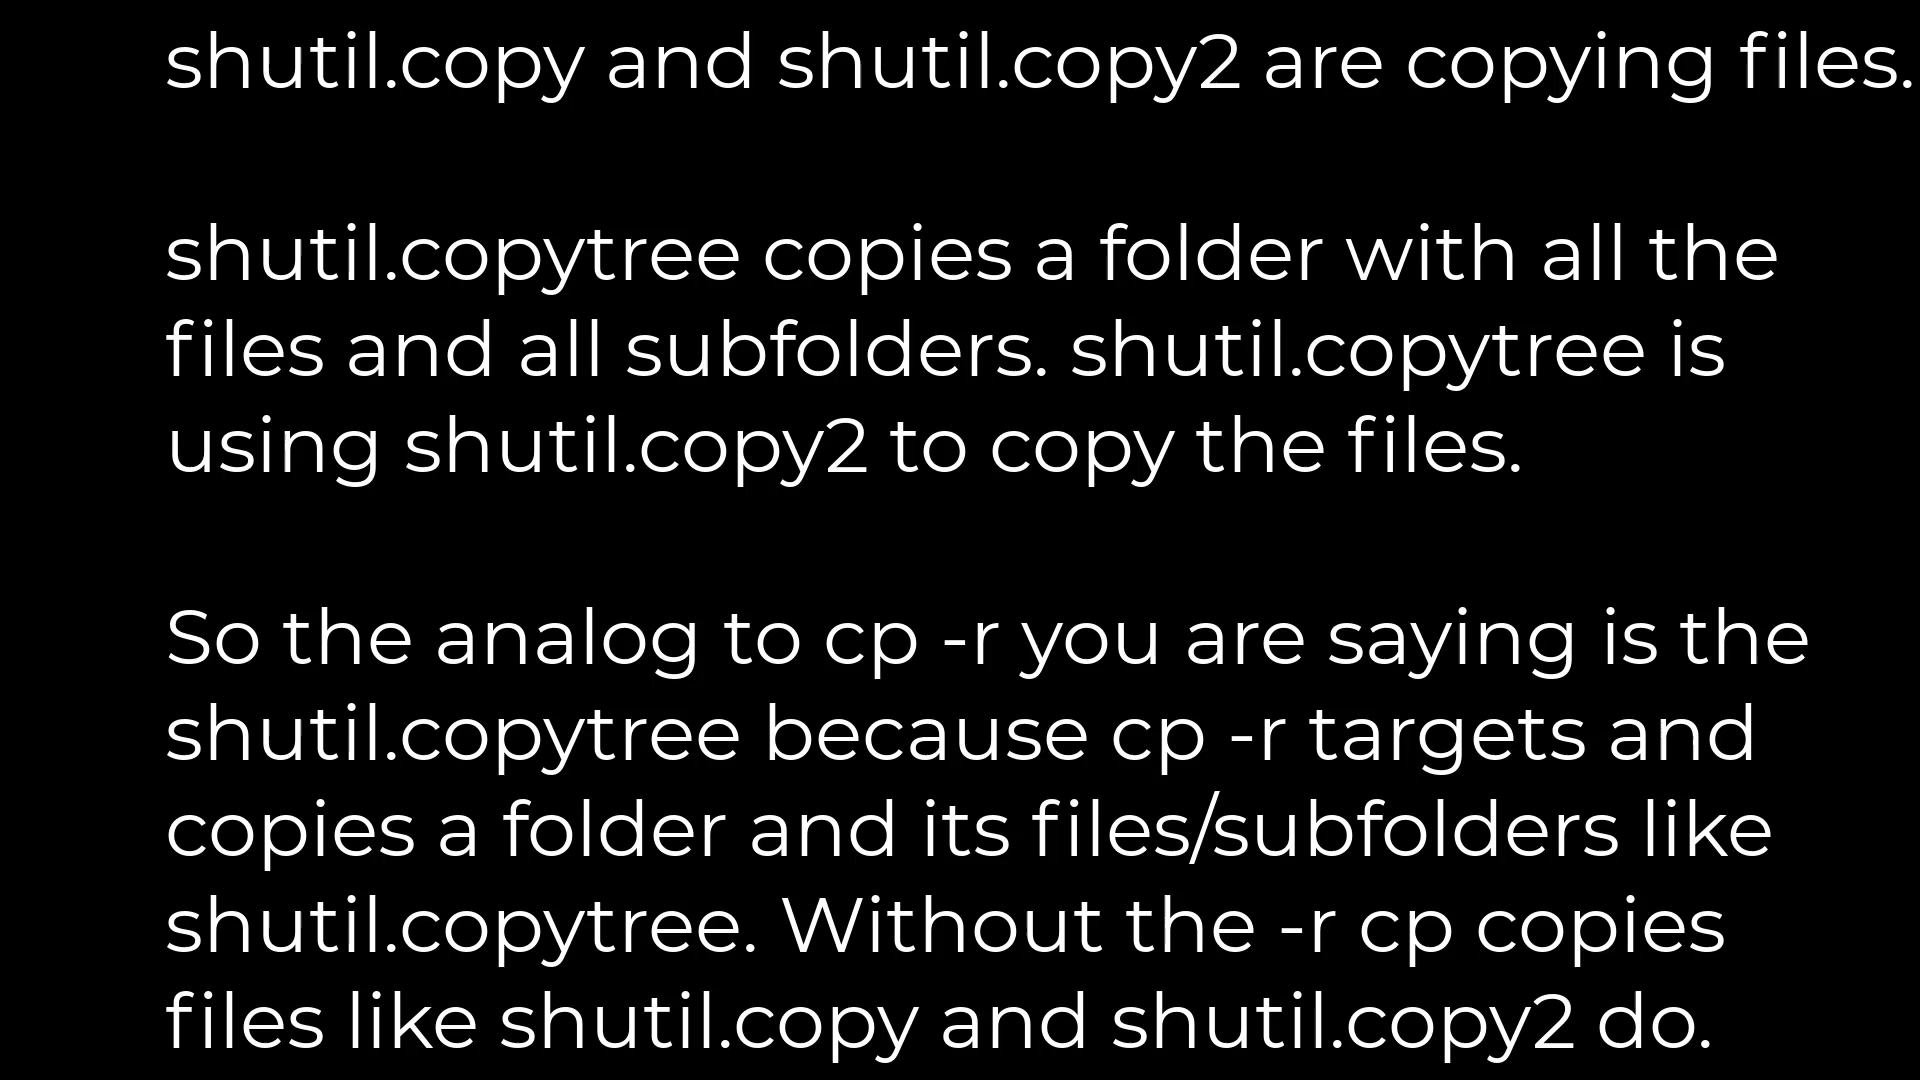 shutil.copy and shutil.copy2 are copying files.
shutil.copytree copies a folder with all the
files and all subfolders. shutil.copytree is
using shutil.copy2 to copy the files.
So the analog to cp -r you are saying is the
shutil.copytree because cp -r targets and
copies a folder and its files/subfolders like
shutil.copytree. Without the -r cp copies
files like shutil.copy and shutil.copy2 do.